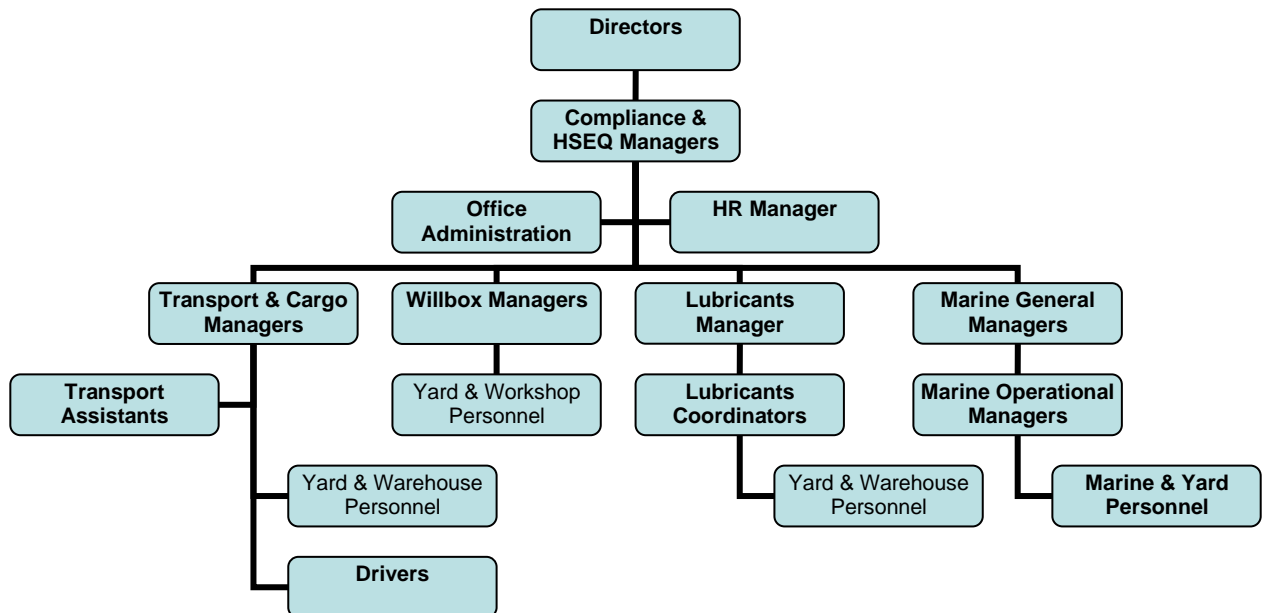 Directors
Compliance &
HSEQ Managers
Office
Administration
HR Manager
Transport & Cargo
Managers
Willbox Managers
Lubricants
Manager
Marine General
Managers
Transport
Assistants
Yard & Workshop
Personnel
Lubricants
Coordinators
Marine Operational
Managers
Yard & Warehouse
Personnel
Yard & Warehouse
Personnel
Marine & Yard
Personnel
Drivers